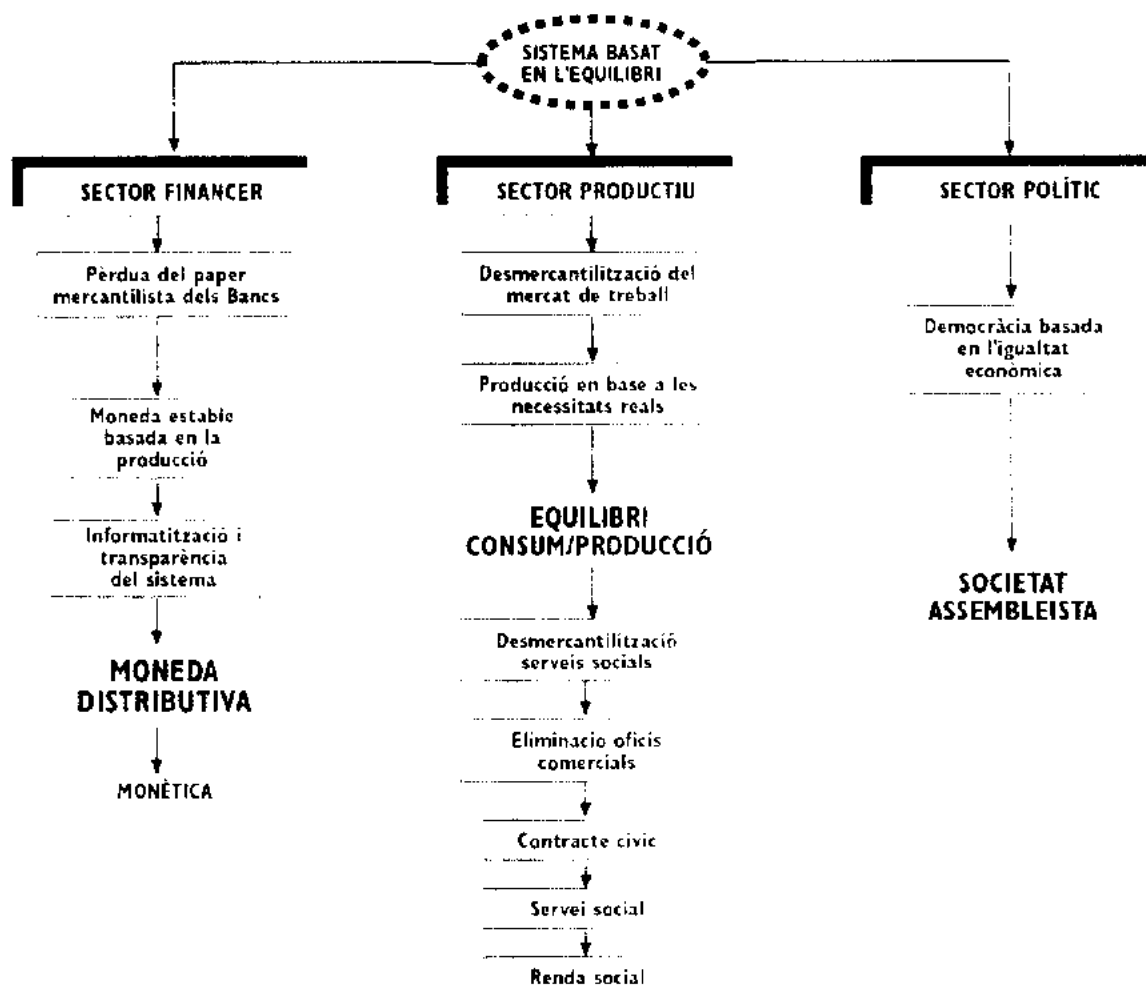 SISTEMA BASAT
EN L'EQUILIBRI
SECTOR FINANCER
Pèrdua del paper
mercantilista dels Bancs
Moneda estable
basada en la
producció
Informatització i
transparència
del sistema
MONEDA
DISTRIBUTIVA
MONÈTICA
SECTOR PRODUCTIU
Desmercantilització del
mercat de treball
Producció en base a les
necessitats reals
EQUILIBRI
CONSUM/PRODUCCIÓ
Desmercantilització
serveis socials
Eliminacio oficis
comercials
Contracte cívic
Servei social
Renda social
SECTOR POLÍTIC
Democràcia basada
en l'igualtat
econòmica
SOCIETAT
ASSEMBLEISTA